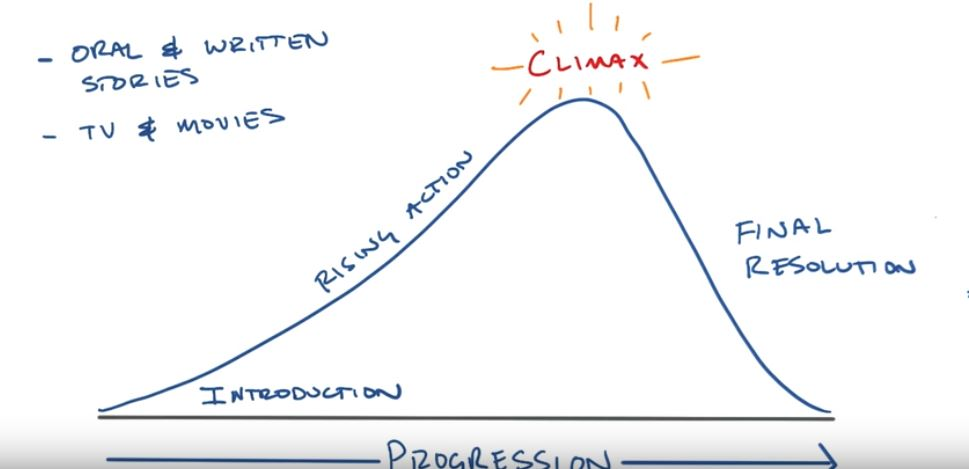 - ORAL & WRITTEN
STORIES
- TV & MOVIES
CLIMAX
RISING ACTION
FINAL
RESOLUTION
INTRODUCTION
PROGRESSION